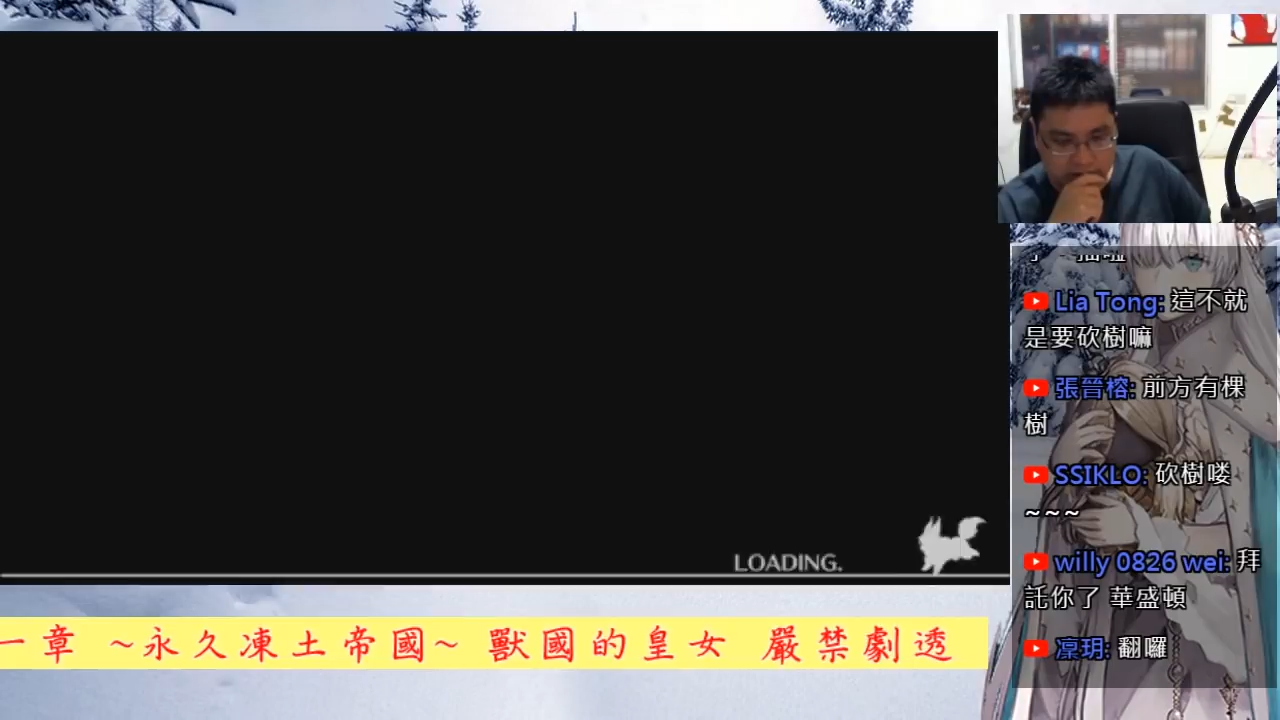 Lia Tong: 這不就
是要砍樹嘛
張晉榕: 前方有棵
樹
SSIKLO: 砍樹喽
~~~
willy 0826 wei: 拜
託你了 華盛頓
凜玥: 翻囉
LOADING.
一章 ~永久凍土帝國~ 獸國的皇女 嚴禁劇透